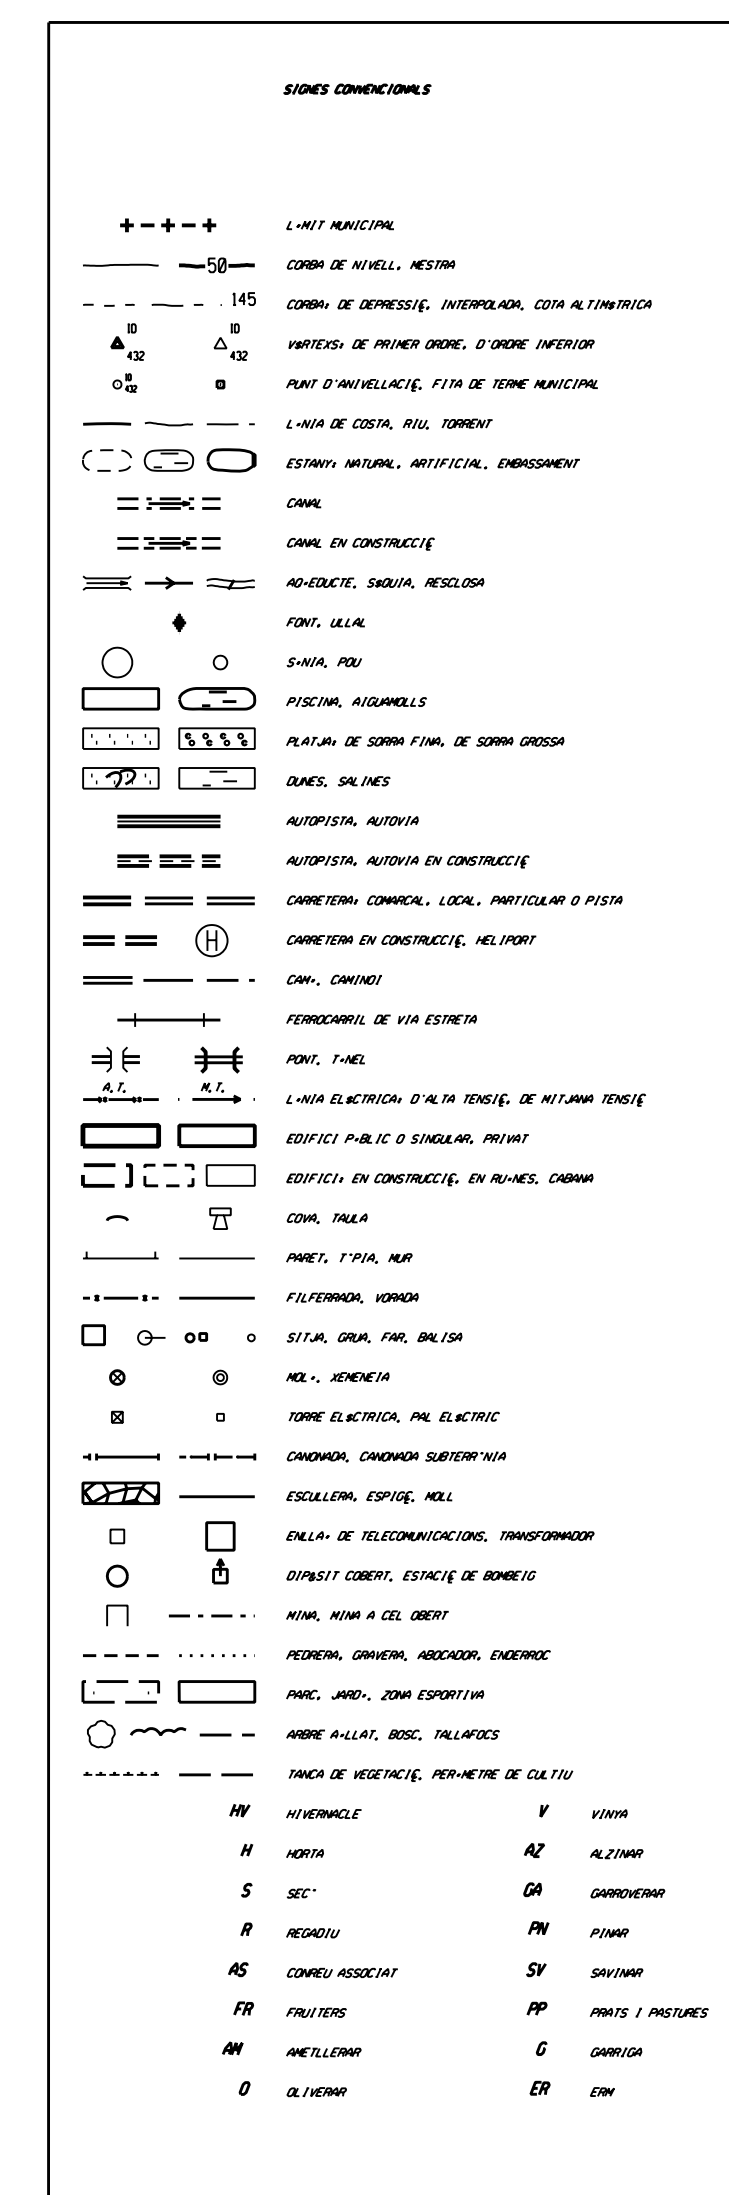 SIGNES CONVENCIONALS
L•MIT MUNICIPAL
50 CORBA DE NIVELL, MESTRA
145 CORBA: DE DEPRESSI£, INTERPOLADA, COTA ALTIM$TRICA
10 432 10 432 V$RTEXS: DE PRIMER ORDRE, D'ORDRE INFERIOR
10 432 PUNT D'ANIVELLACI£, FITA DE TERME MUNICIPAL
L•NIA DE COSTA, RIU, TORRENT
ESTANY: NATURAL, ARTIFICIAL, EMBASSAMENT
CANAL
CANAL EN CONSTRUCCI£
AQ•EDUCTE, S$QUIA, RESCLOSA
FONT, ULLAL
S•NIA, POU
PISCINA, AIGUAMOLLS
PLATJA: DE SORRA FINA, DE SORRA GROSSA
DUNES, SALINES
AUTOPISTA, AUTOVIA
AUTOPISTA, AUTOVIA EN CONSTRUCCI£
CARRETERA: COMARCAL, LOCAL, PARTICULAR O PISTA
H CARRETERA EN CONSTRUCCI£, HELIPORT
CAM•, CAMINOI
FERROCARRIL DE VIA ESTRETA
PONT, T•NEL
A.T. M.T. L•NIA EL$CTRICA: D'ALTA TENSI£, DE MITJANA TENSI£
EDIFICI P•BLIC O SINGULAR, PRIVAT
EDIFICI: EN CONSTRUCCI£, EN RU•NES, CABANA
COVA, TAULA
PARET, T'PIA, MUR
FILFERRADA, VORADA
SITJA, GRUA, FAR, BALISA
MOL•, XEMENEIA
TORRE EL$CTRICA, PAL EL$CTRIC
CANONADA, CANONADA SUBTERR'NIA
ESCULLERA, ESPIG£, MOLL
ENLLA• DE TELECOMUNICACIONS, TRANSFORMADOR
DIP$SIT COBERT, ESTACI£ DE BOMBEIG
MINA, MINA A CEL OBERT
PEDRERA, GRAVERA, ABOCADOR, ENDERROC
PARC, JARD•, ZONA ESPORTIVA
ARBRE A•LLAT, BOSC, TALLAFOCS
TANCA DE VEGETACI£, PER•METRE DE CULTIU
HV HIVERNACLE V VINYA
H HORTA AZ ALZINAR
S SEC' GA GARROVERAR
R REGADIU PN PINAR
AS CONREU ASSOCIAT SV SAVINAR
FR FRUITERS PP PRATS I PASTURES
AM AMETLLERAR G GARRIGA
O OLIVERAR ER ERM